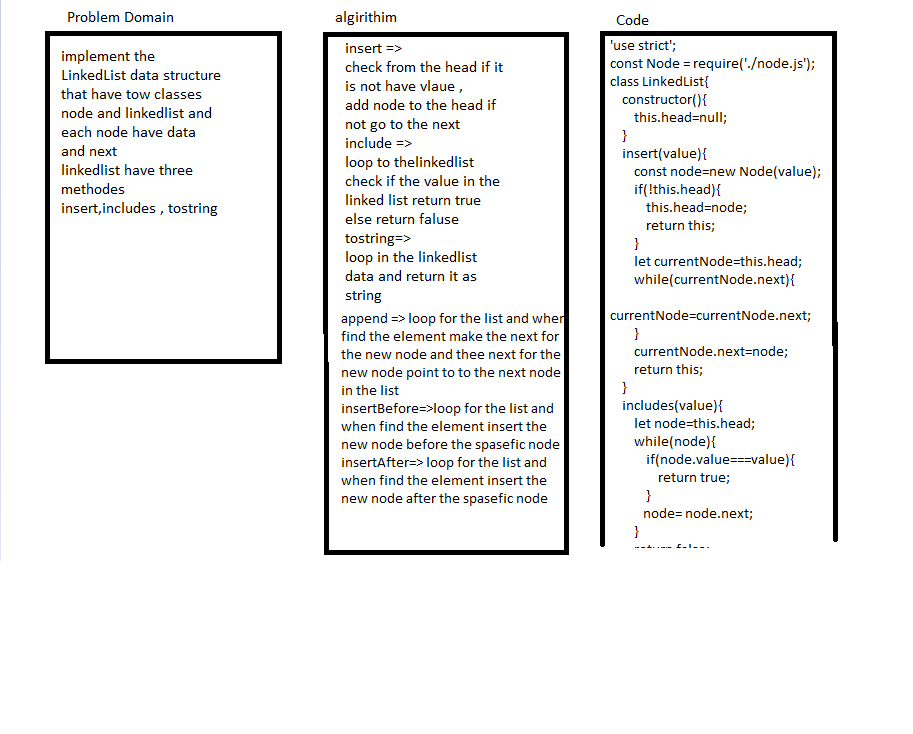 Problem Domain
implement the
LinkedList data structure
that have tow classes
node and linkedlist and
each node have data
and next
linkedlist have three
methodes
insert,includes , tostring
algirithim
insert =>
check from the head if it
is not have vlaue ,
add node to the head if
not go to the next
include =>
loop to thelinkedlist
check if the value in the
linked list return true
else return faluse
tostring=>
loop in the linkedlist
data and return it as
string
append => loop for the list and when
find the element make the next for
the new node and thee next for the
new node point to to the next node
in the list
insertBefore=>loop for the list and
when find the element insert the
new node before the spasefic node
insertAfter=> loop for the list and
when find the element insert the
new node after the spasefic node
Code
'use strict';
const Node = require('./node.js');
class LinkedList{
constructor(){
this.head=null;
}
insert(value){
const node=new Node(value);
if(!this.head){
this.head=node;
return this;
}
let currentNode=this.head;
while(currentNode.next){
currentNode=currentNode.next;
}
currentNode.next=node;
return this;
}
includes(value){
let node=this.head;
while(node){
if(node.value===value){
return true;
}
node= node.next;
}